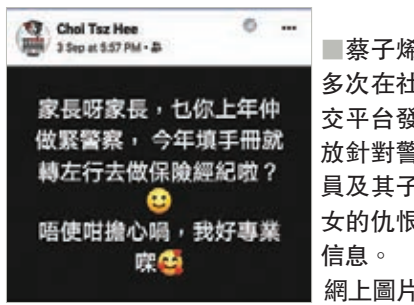 Choi Tsz Hee
3 Sep at 5:57 PM
家長呀家長，乜你上年仲
做緊警察，今年填手冊就
轉左行去做保險經紀啦？
唔使咁擔心喎，我好專業
㗎
■蔡子烯
多次在社
交平台發
放針對警
員及其子
女的仇恨
信息。
網上圖片